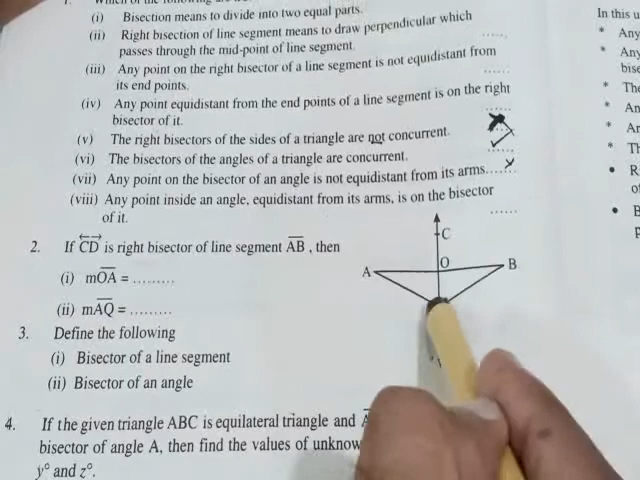 (i) Bisection means to divide into two equal parts.
(ii) Right bisection of line segment means to draw perpendicular which ......
passes through the mid-point of line segment.
(iii) Any point on the right bisector of a line segment is not equidistant from ......
its end points.
(iv) Any point equidistant from the end points of a line segment is on the right ......
bisector of it.
(v) The right bisectors of the sides of a triangle are not concurrent.
(vi) The bisectors of the angles of a triangle are concurrent. ......
(vii) Any point on the bisector of an angle is not equidistant from its arms......
(viii) Any point inside an angle, equidistant from its arms, is on the bisector ......
of it.
2. If CD is right bisector of line segment AB , then
(i) mOA = .........
(ii) mAQ = .........
3. Define the following
(i) Bisector of a line segment
(ii) Bisector of an angle
4. If the given triangle ABC is equilateral triangle and
bisector of angle A, then find the values of
y° and z°.
C
O
A
B
In this
* Any
* Any
* The